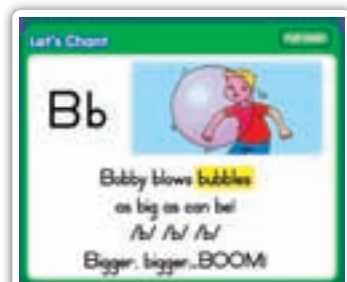 Let's Chant
Bb
Bobby blows bubbles
as big as can be!
/b/ /b/ /b/
Bigger, bigger...BOOM!